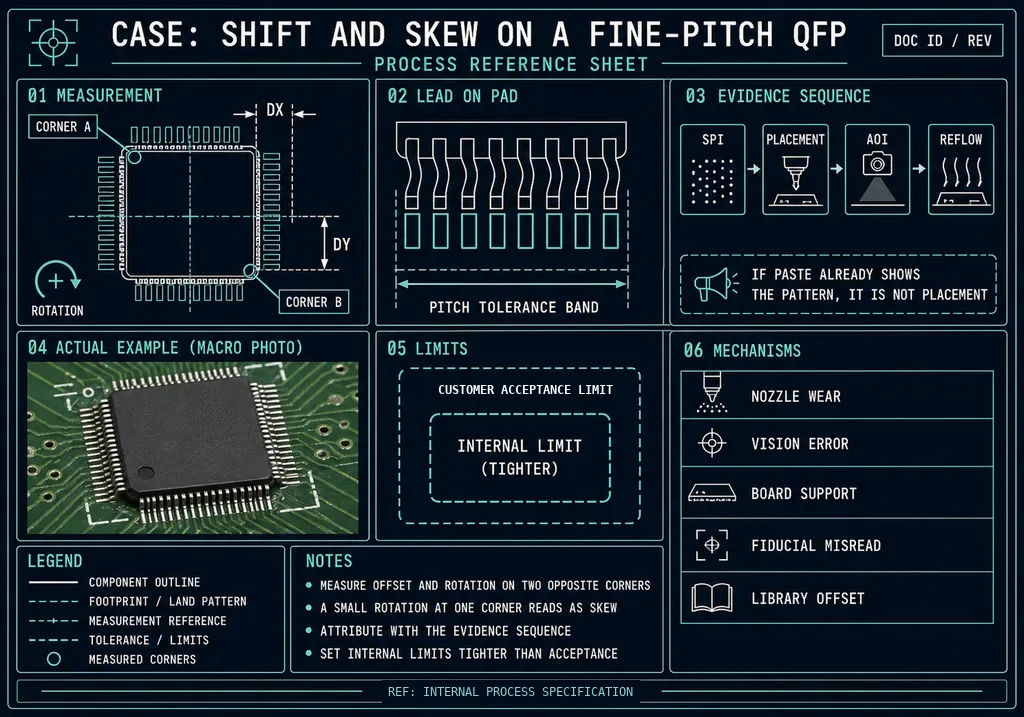 CASE: SHIFT AND SKEW ON A FINE-PITCH QFP
PROCESS REFERENCE SHEET
DOC ID / REV
01 MEASUREMENT
CORNER A
DX
DY
CORNER B
ROTATION
02 LEAD ON PAD
PITCH TOLERANCE BAND
03 EVIDENCE SEQUENCE
SPI
PLACEMENT
AOI
REFLOW
IF PASTE ALREADY SHOWS
THE PATTERN, IT IS NOT PLACEMENT
04 ACTUAL EXAMPLE (MACRO PHOTO)
05 LIMITS
CUSTOMER ACCEPTANCE LIMIT
INTERNAL LIMIT
(TIGHTER)
06 MECHANISMS
NOZZLE WEAR
VISION ERROR
BOARD SUPPORT
FIDUCIAL MISREAD
LIBRARY OFFSET
LEGEND
COMPONENT OUTLINE
FOOTPRINT / LAND PATTERN
MEASUREMENT REFERENCE
TOLERANCE / LIMITS
MEASURED CORNERS
NOTES
• MEASURE OFFSET AND ROTATION ON TWO OPPOSITE CORNERS
• A SMALL ROTATION AT ONE CORNER READS AS SKEW
• ATTRIBUTE WITH THE EVIDENCE SEQUENCE
• SET INTERNAL LIMITS TIGHTER THAN ACCEPTANCE
REF: INTERNAL PROCESS SPECIFICATION